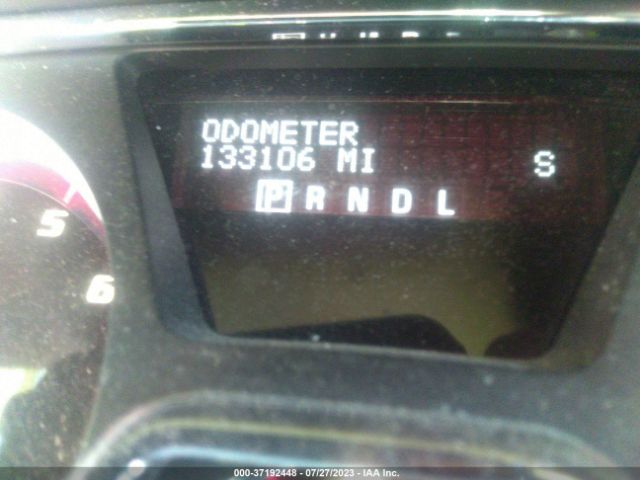 ODOMETER
133106 MI S
P R N D L
5
6
000-37192448 - 07/27/2023 - IAA Inc.